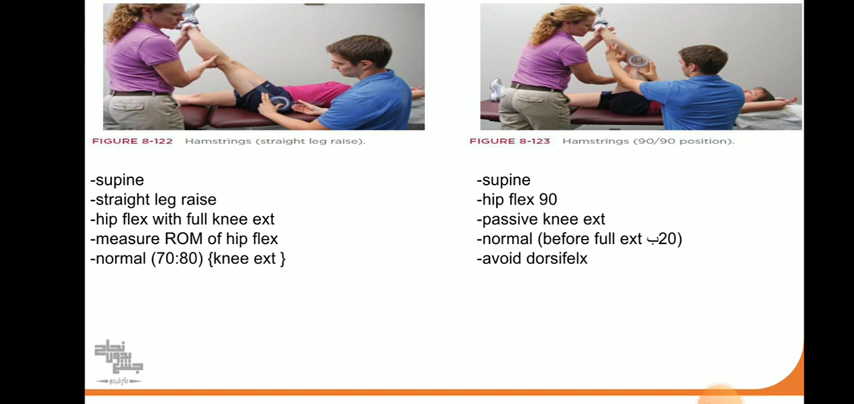 FIGURE 8-122 Hamstrings (straight leg raise).
-supine
-straight leg raise
-hip flex with full knee ext
-measure ROM of hip flex
-normal (70:80) {knee ext }
FIGURE 8-123 Hamstrings (90/90 position).
-supine
-hip flex 90
-passive knee ext
-normal (before full ext ب20)
-avoid dorsifelx
نجاح
بدون